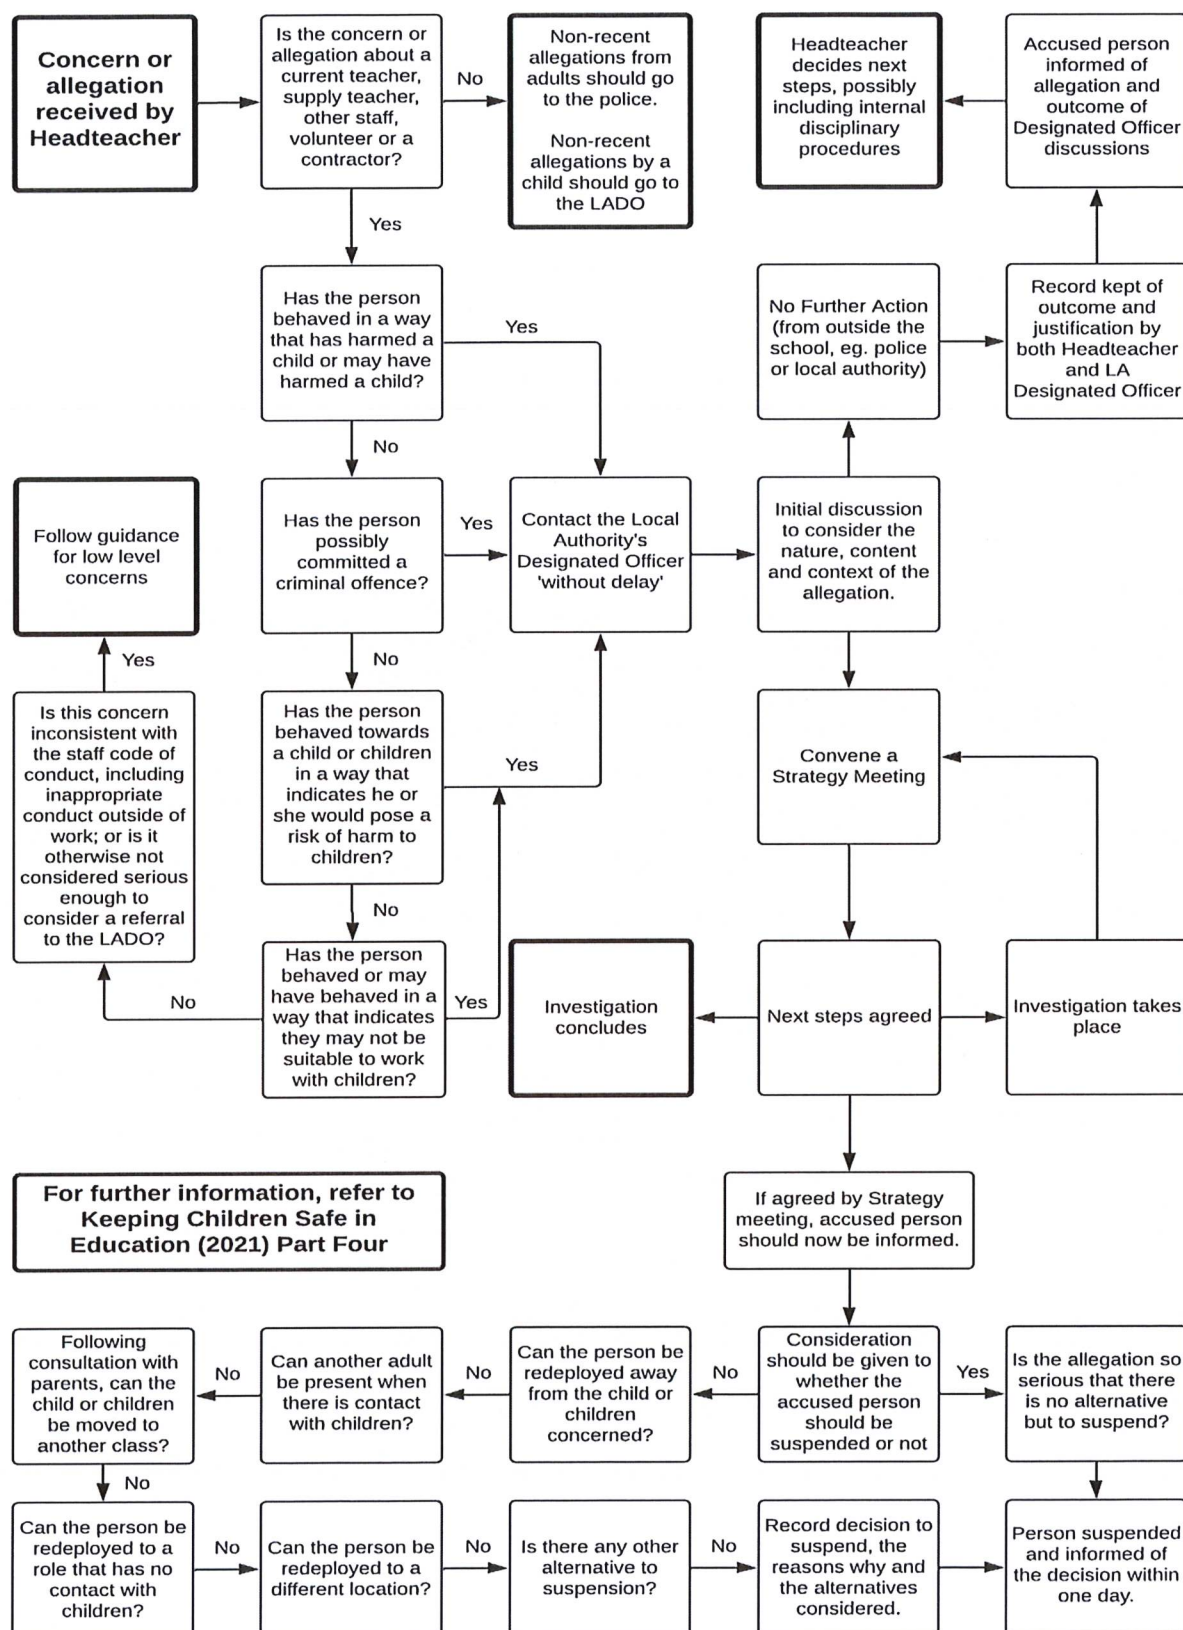 Concern or
allegation
received by
Headteacher
Is the concern or
allegation about a
current teacher,
supply teacher,
other staff,
volunteer or a
contractor?
No
Non-recent
allegations from
adults should go
to the police.
Non-recent
allegations by a
child should go to
the LADO
Headteacher
decides next
steps, possibly
including internal
disciplinary
procedures
Accused person
informed of
allegation and
outcome of
Designated Officer
discussions
Yes
Has the person
behaved in a way
that has harmed a
child or may have
harmed a child?
Yes
No Further Action
(from outside the
school, eg. police
or local authority)
Record kept of
outcome and
justification by
both Headteacher
and LA
Designated Officer
No
Follow guidance
for low level
concerns
Has the person
possibly
committed a
criminal offence?
Yes
Contact the Local
Authority's
Designated Officer
'without delay'
Initial discussion
to consider the
nature, content
and context of the
allegation.
Yes
No
Is this concern
inconsistent with
the staff code of
conduct, including
inappropriate
conduct outside of
work; or is it
otherwise not
considered serious
enough to
consider a referral
to the LADO?
Has the person
behaved towards
a child or children
in a way that
indicates he or
she would pose a
risk of harm to
children?
Yes
Convene a
Strategy Meeting
No
No
Has the person
behaved or may
have behaved in a
way that indicates
they may not be
suitable to work
with children?
Yes
Investigation
concludes
Next steps agreed
Investigation takes
place
For further information, refer to
Keeping Children Safe in
Education (2021) Part Four
If agreed by Strategy
meeting, accused person
should now be informed.
Following
consultation with
parents, can the
child or children
be moved to
another class?
No
Can another adult
be present when
there is contact
with children?
No
Can the person be
redeployed away
from the child or
children
concerned?
No
Consideration
should be given to
whether the
accused person
should be
suspended or not
Yes
Is the allegation so
serious that there
is no alternative
but to suspend?
No
Can the person be
redeployed to a
role that has no
contact with
children?
No
Can the person be
redeployed to a
different location?
No
Is there any other
alternative to
suspension?
No
Record decision to
suspend, the
reasons why and
the alternatives
considered.
Person suspended
and informed of
the decision within
one day.